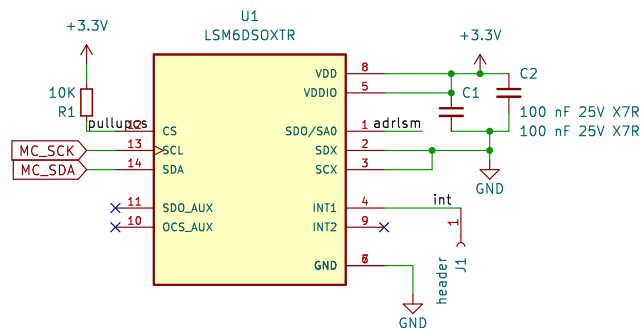 U1
LSM6DSOXTR
+3.3V
+3.3V
10K
R1
pullupcs
12
CS
MC_SCK
13
SCL
MC_SDA
14
SDA
11
SDO_AUX
10
OCS_AUX
VDD
8
VDDIO
5
C1
C2
100 nF 25V X7R
100 nF 25V X7R
SDO/SA0
1
adrlsm
SDX
2
SCX
3
GND
INT1
4
int
INT2
9
1
header
J1
GND
GND